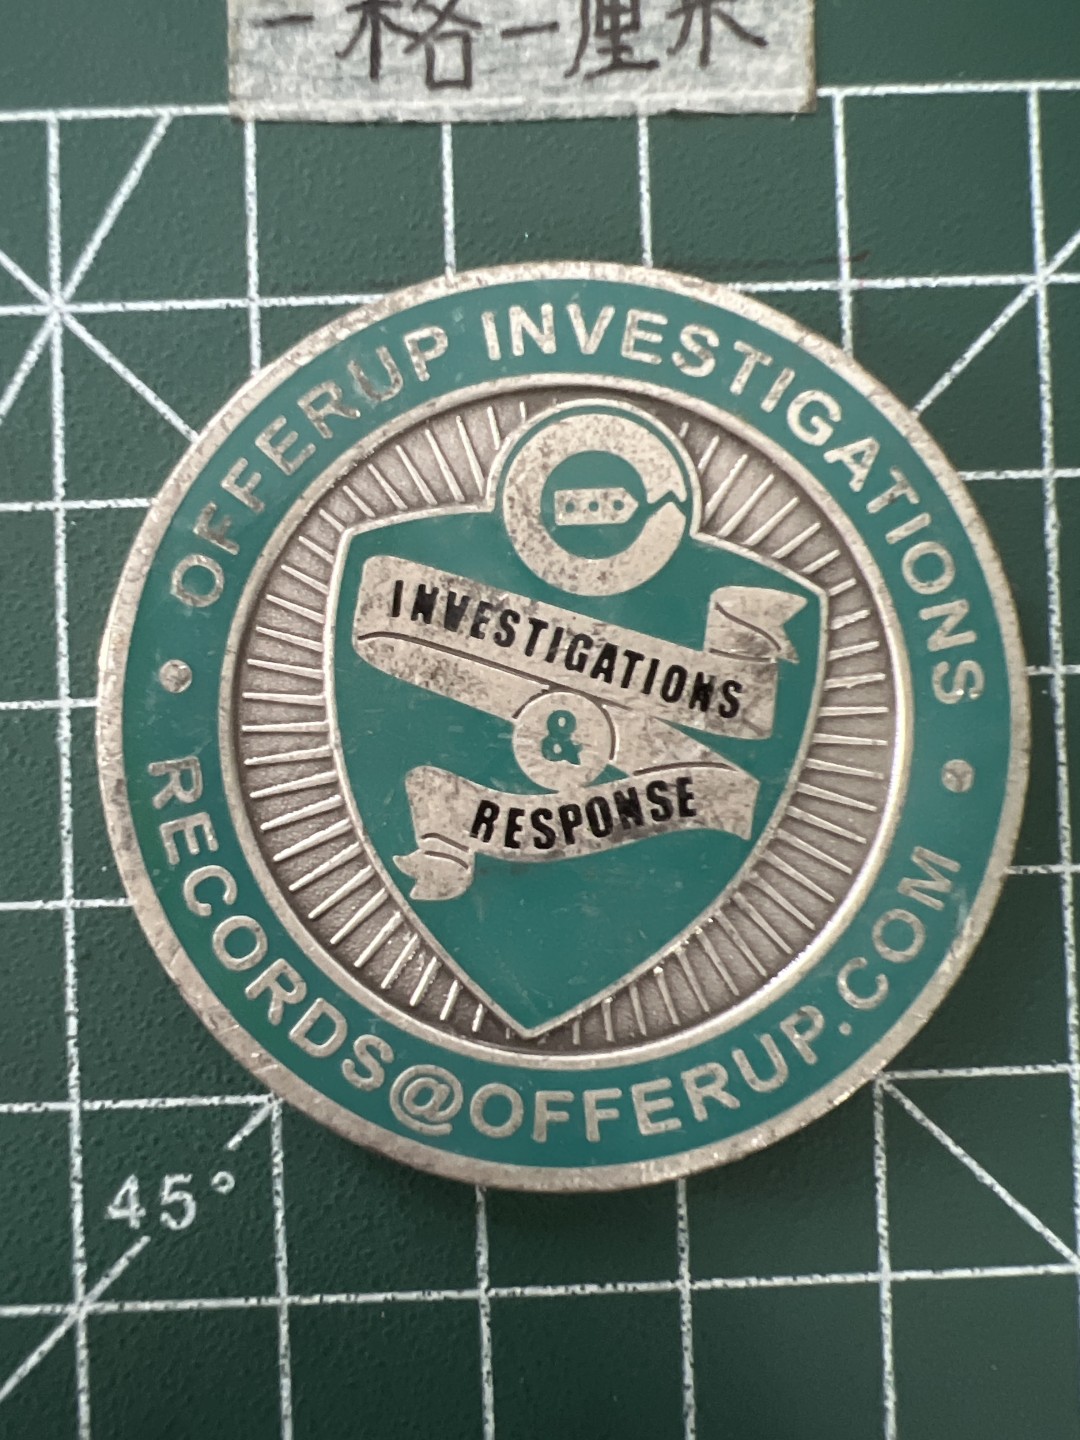 一格一厘米
OFFERUP INVESTIGATIONS
INVESTIGATIONS
&
RESPONSE
RECORDS@OFFERUP.COM
45°